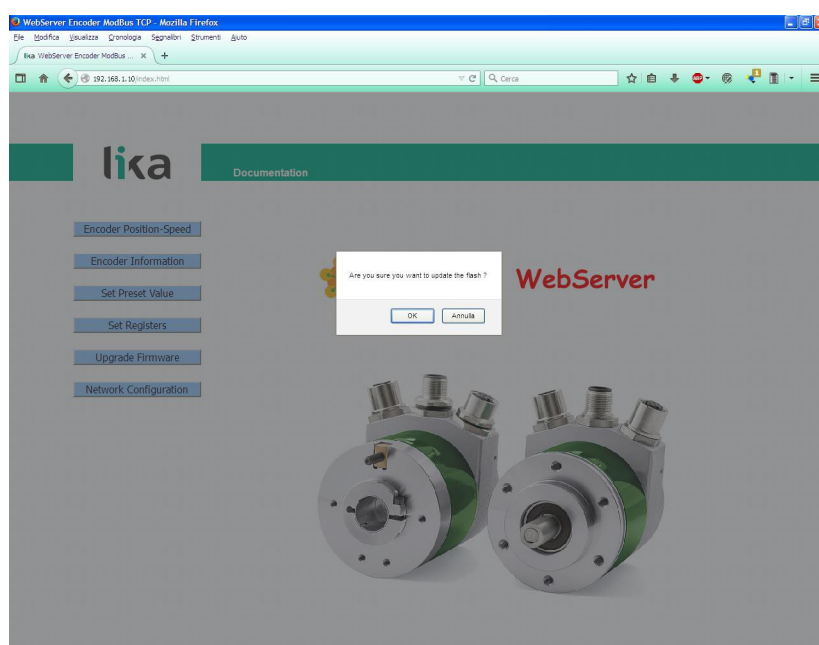 WebServer Encoder ModBus TCP - Mozilla Firefox
File Modifica Visualizza Cronologia Segnalibri Strumenti Aiuto
lika WebServer Encoder ModBus ... × +
192.168.1.10/index.html
Cerca
ABP
1
lika
Documentation
Encoder Position-Speed
Encoder Information
Set Preset Value
Set Registers
Upgrade Firmware
Network Configuration
WebServer
Are you sure you want to update the flash ?
OK Annulla